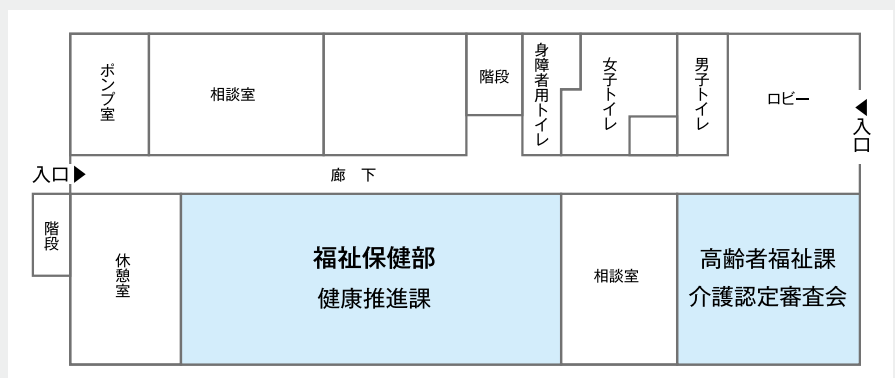 ポンプ室
相談室
階段
身障者用トイレ
女子トイレ
男子トイレ
ロビー
入口
入口
廊 下
階段
休憩室
福祉保健部
健康推進課
相談室
高齢者福祉課
介護認定審査会